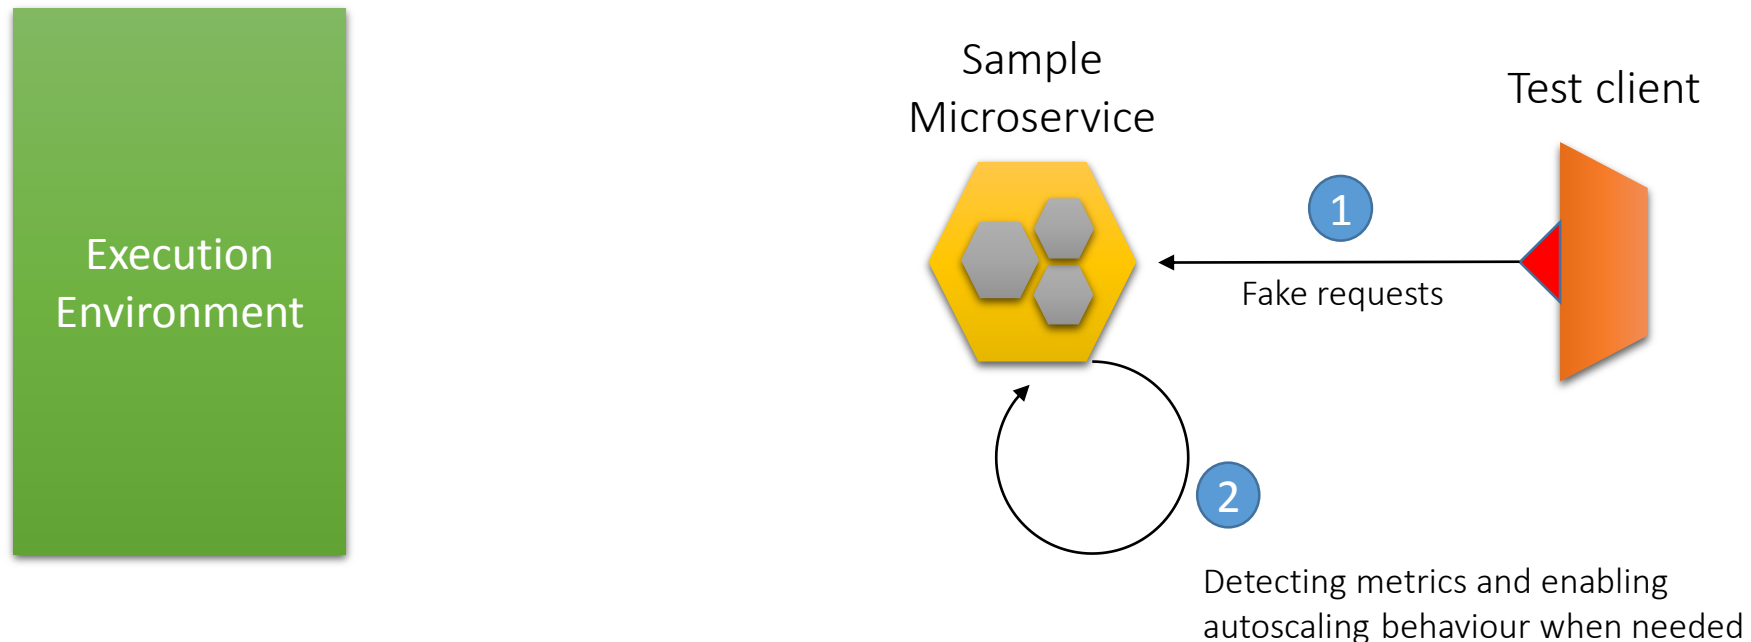 Execution
Environment
Sample
Microservice
Test client
1
Fake requests
2
Detecting metrics and enabling
autoscaling behaviour when needed